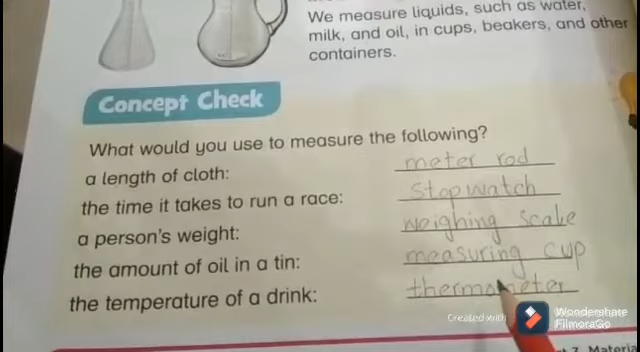 We measure liquids, such as water,
milk, and oil, in cups, beakers, and other
containers.
Concept Check
What would you use to measure the following?
a length of cloth: meter rod
the time it takes to run a race: Stopwatch
a person's weight: weighing scale
the amount of oil in a tin: measuring cup
the temperature of a drink: thermometer
Created with Wondershare
FilmoraGo
7 Materia